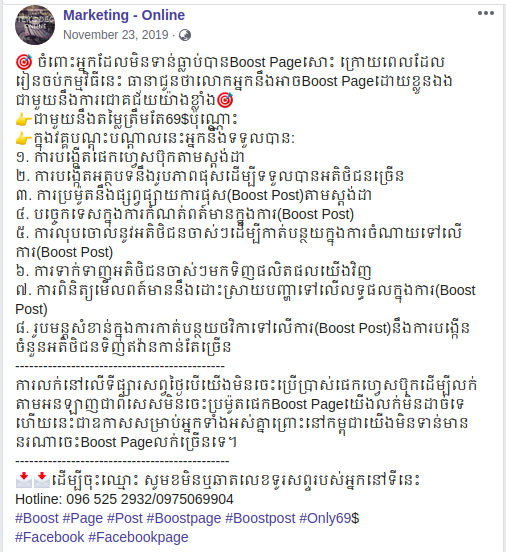 Marketing - Online
November 23, 2019
🎯 ចំពោះអ្នកដែលមិនទាន់ធ្លាប់បានBoost Pageសោះ ក្រោយពេលដែល
រៀនចប់កម្មវិធីនេះ ធានាជូនថាលោកអ្នកនឹងអាចBoost Pageដោយខ្លួនឯង
ជាមួយនឹងការជោគជ័យយ៉ាងខ្លាំង🎯
👉ជាមួយនឹងតម្លៃត្រឹមតែ69$ប៉ុណ្ណោះ
👉ក្នុងវគ្គបណ្តុះបណ្តាលនេះអ្នកនឹងទទួលបាន:
១. ការបង្កើតផេកហ្វេសប៊ុកតាមស្តង់ដា
២. ការបង្កើតអត្ថបទនឹងរូបភាពផុសដើម្បីទទួលបានអតិថិជនច្រើន
៣. ការប្រម៉ូតនឹងផ្សព្វផ្សាយការផុស(Boost Post)តាមស្តង់ដា
៤. បច្ចេកទេសក្នុងការកំណត់ពត៍មានក្នុងការ(Boost Post)
៥. ការលុបចោលនូវអតិថិជនចាស់ៗដើម្បីកាត់បន្ថយក្នុងការចំណាយទៅលើ
ការ(Boost Post)
៦. ការទាក់ទាញអតិថិជនចាស់ៗមកទិញផលិតផលយើងវិញ
៧. ការពិនិត្យមើលពត៍មាននឹងដោះស្រាយបញ្ហាទៅលើលទ្ធផលក្នុងការ(Boost
Post)
៨. រូបមន្តសំខាន់ក្នុងការកាត់បន្ថយថវិកាទៅលើការ(Boost Post)នឹងការបង្កើន
ចំនួនអតិថិជនទិញឥវ៉ានកាន់តែច្រើន
---------------------------------------------
ការលក់នៅលើទីផ្សារសព្វថ្ងៃបើយើងមិនចេះប្រើប្រាស់ផេកហ្វេសប៊ុកដើម្បីលក់
តាមអនឡាញជាពិសេសមិនចេះប្រម៉ូតផេកBoost Pageយើងលក់មិនដាច់ទេ
ហើយនេះជាឱកាសសម្រាប់អ្នកទាំងអស់គ្នាព្រោះនៅកម្ពុជាយើងមិនទាន់មាន
នរណាចេះBoost Pageលក់ច្រើនទេ។
----------------------------------------------
📩📩ដើម្បីចុះឈ្មោះ សូមខមិនឬឆាតលេខទូរសព្ទរបស់អ្នកនៅទីនេះ
Hotline: 096 525 2932/0975069904
#Boost #Page #Post #Boostpage #Boostpost #Only69$
#Facebook #Facebookpage